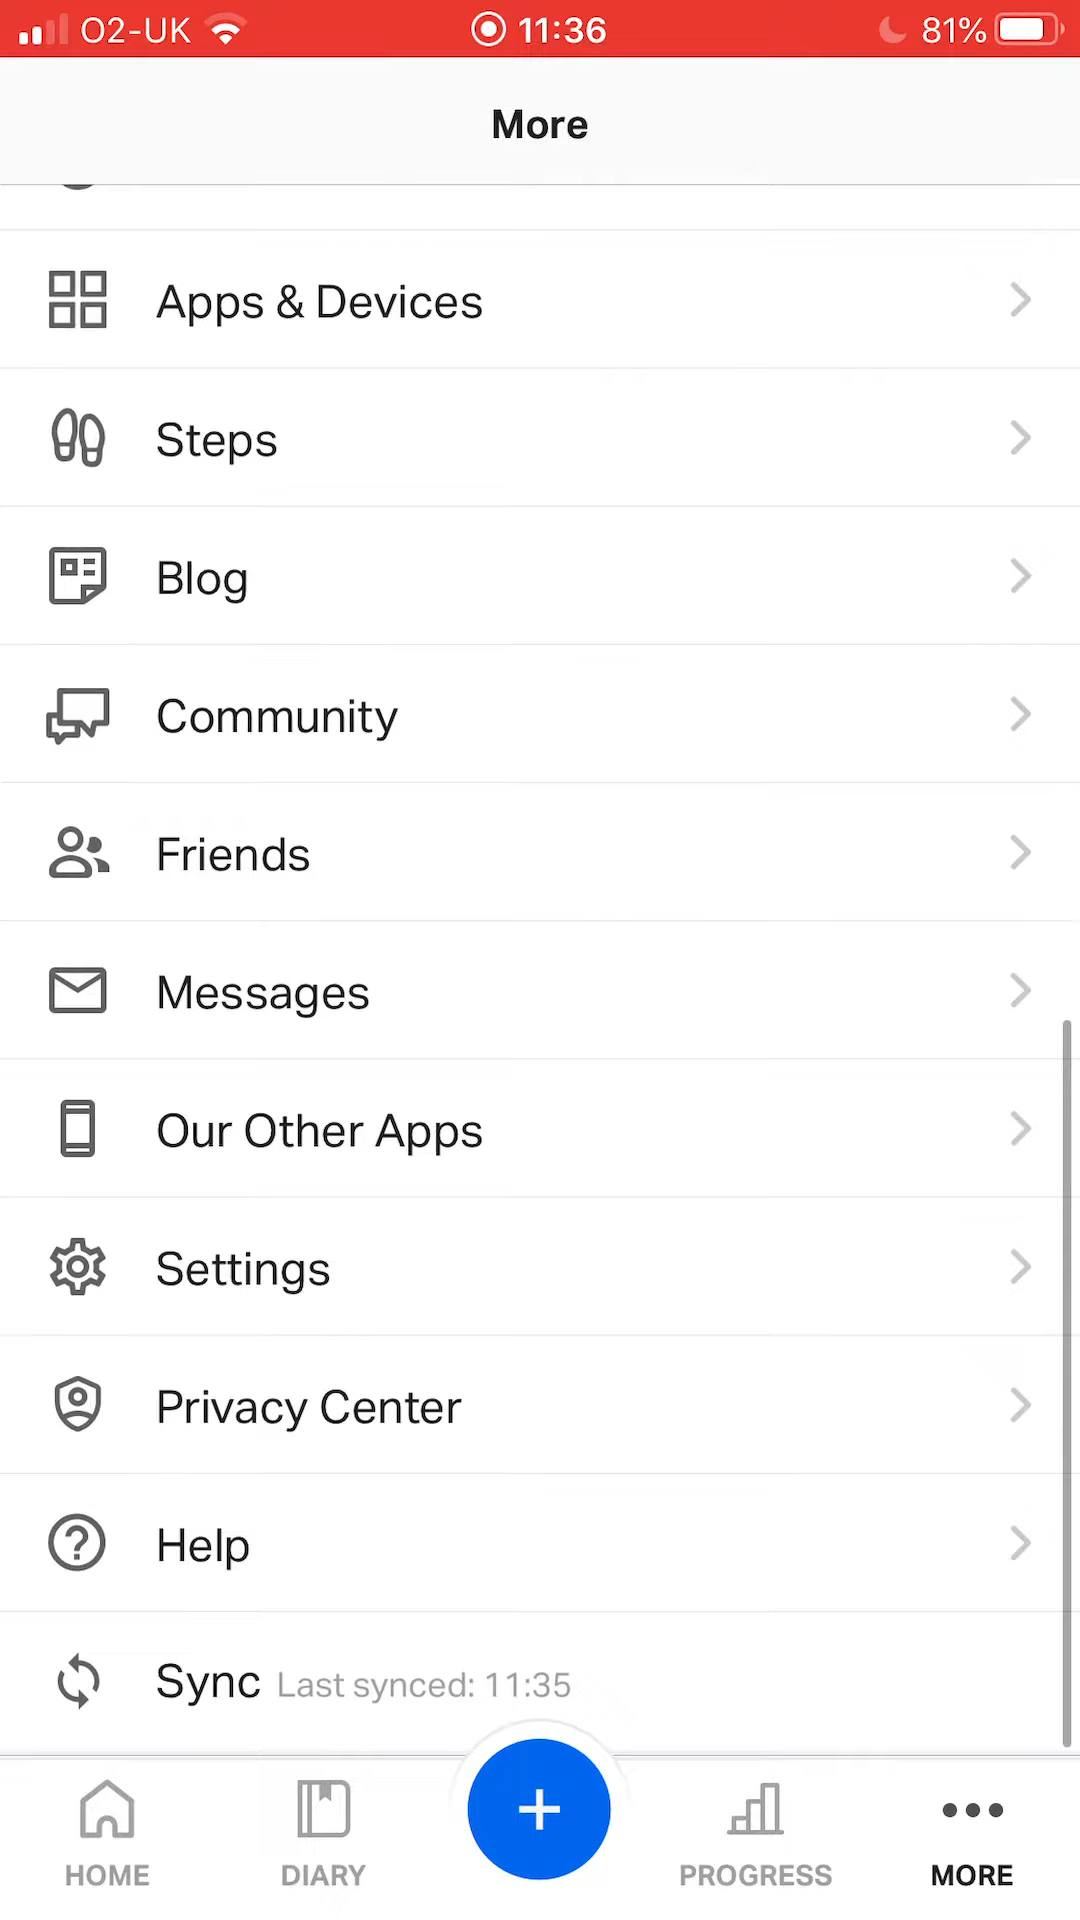 O2-UK 11:36 81%
More
Apps & Devices
Steps
Blog
Community
Friends
Messages
Our Other Apps
Settings
Privacy Center
Help
Sync Last synced: 11:35
HOME DIARY PROGRESS MORE